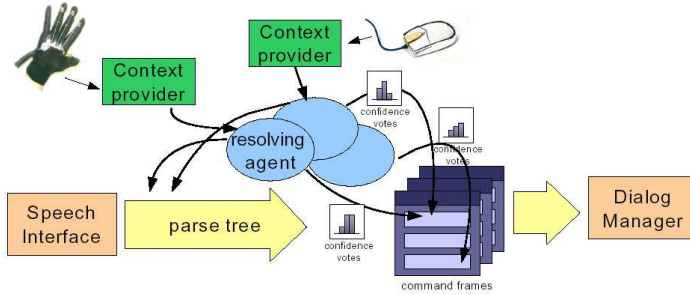 Context
provider
Context
provider
confidence
votes
resolving
agent
confidence
votes
Speech
Interface
parse tree
confidence
votes
Dialog
Manager
command frames